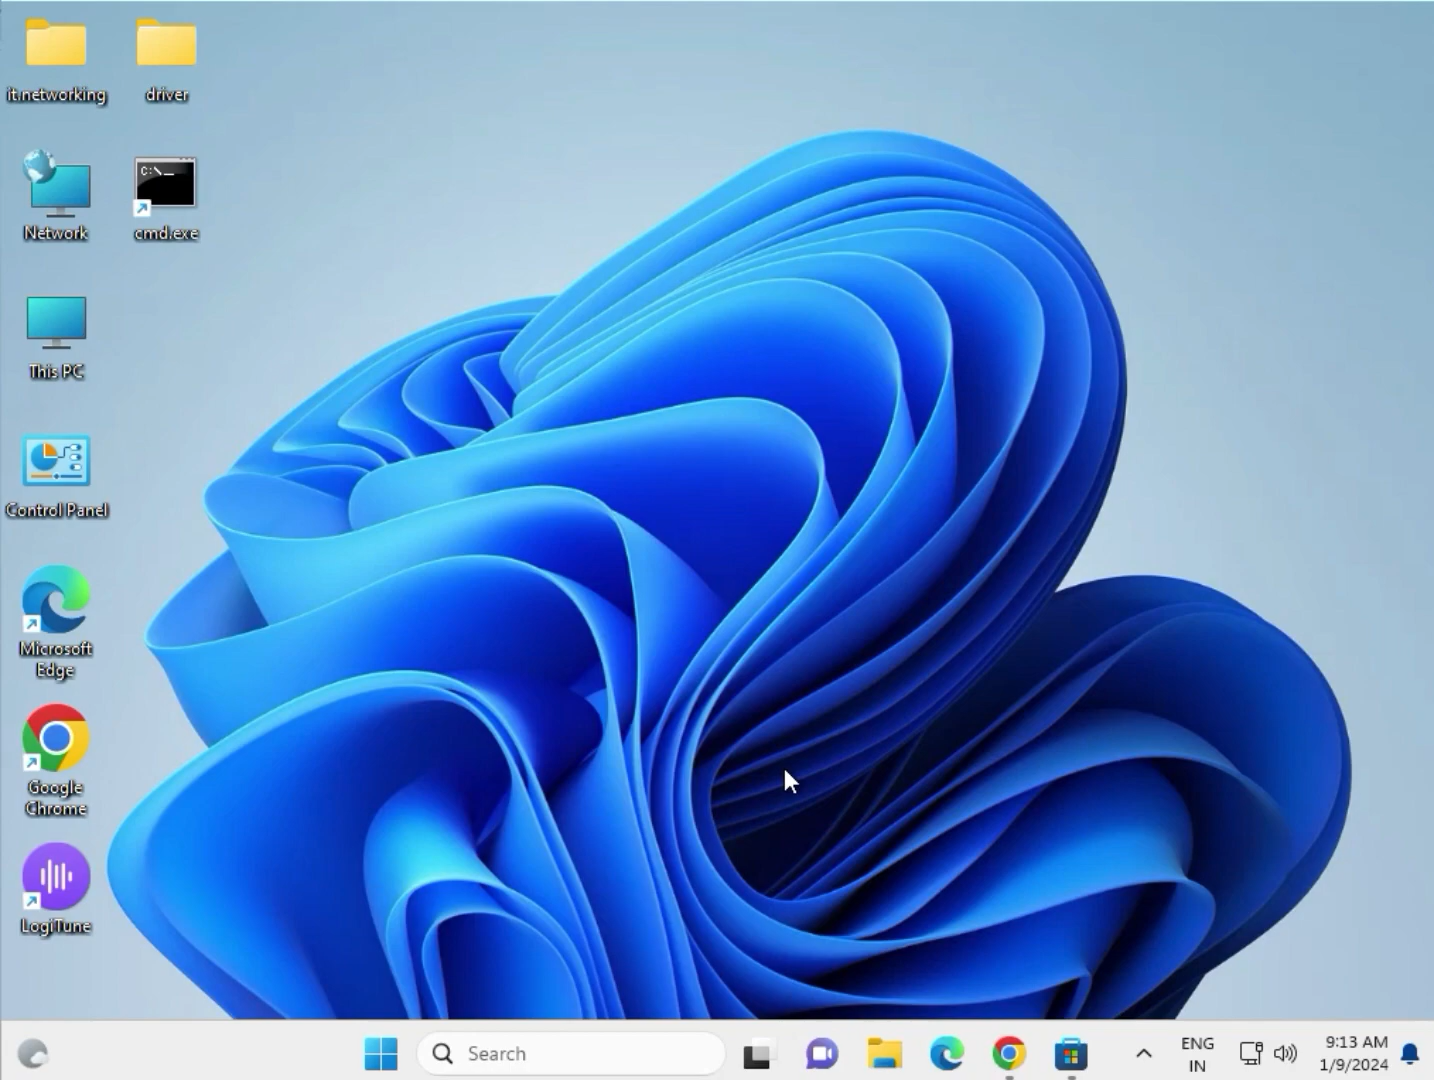 it.networking
driver
Network
C:\
cmd.exe
This PC
Control Panel
Microsoft
Edge
Google
Chrome
LogiTune
Search
ENG
IN
9:13 AM
1/9/2024